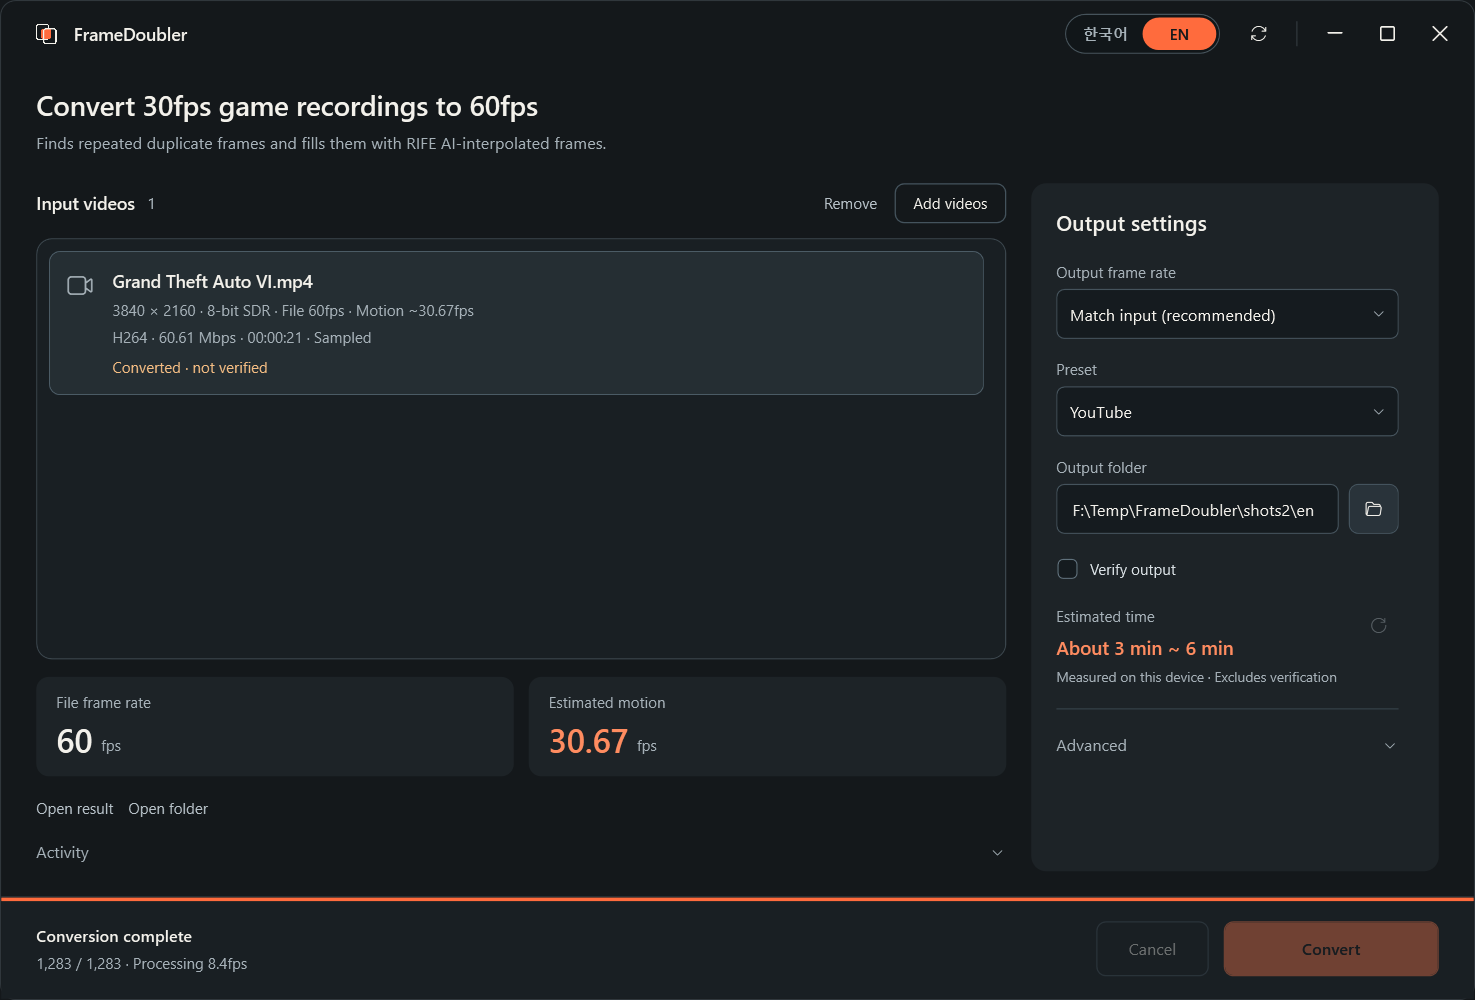 FrameDoubler
한국어
EN
Convert 30fps game recordings to 60fps
Finds repeated duplicate frames and fills them with RIFE AI-interpolated frames.
Input videos 1
Remove
Add videos
Grand Theft Auto VI.mp4
3840 × 2160 · 8-bit SDR · File 60fps · Motion ~30.67fps
H264 · 60.61 Mbps · 00:00:21 · Sampled
Converted · not verified
File frame rate
60 fps
Estimated motion
30.67 fps
Open result Open folder
Activity
Output settings
Output frame rate
Match input (recommended)
Preset
YouTube
Output folder
F:\Temp\FrameDoubler\shots2\en
Verify output
Estimated time
About 3 min ~ 6 min
Measured on this device · Excludes verification
Advanced
Conversion complete
1,283 / 1,283 · Processing 8.4fps
Cancel
Convert